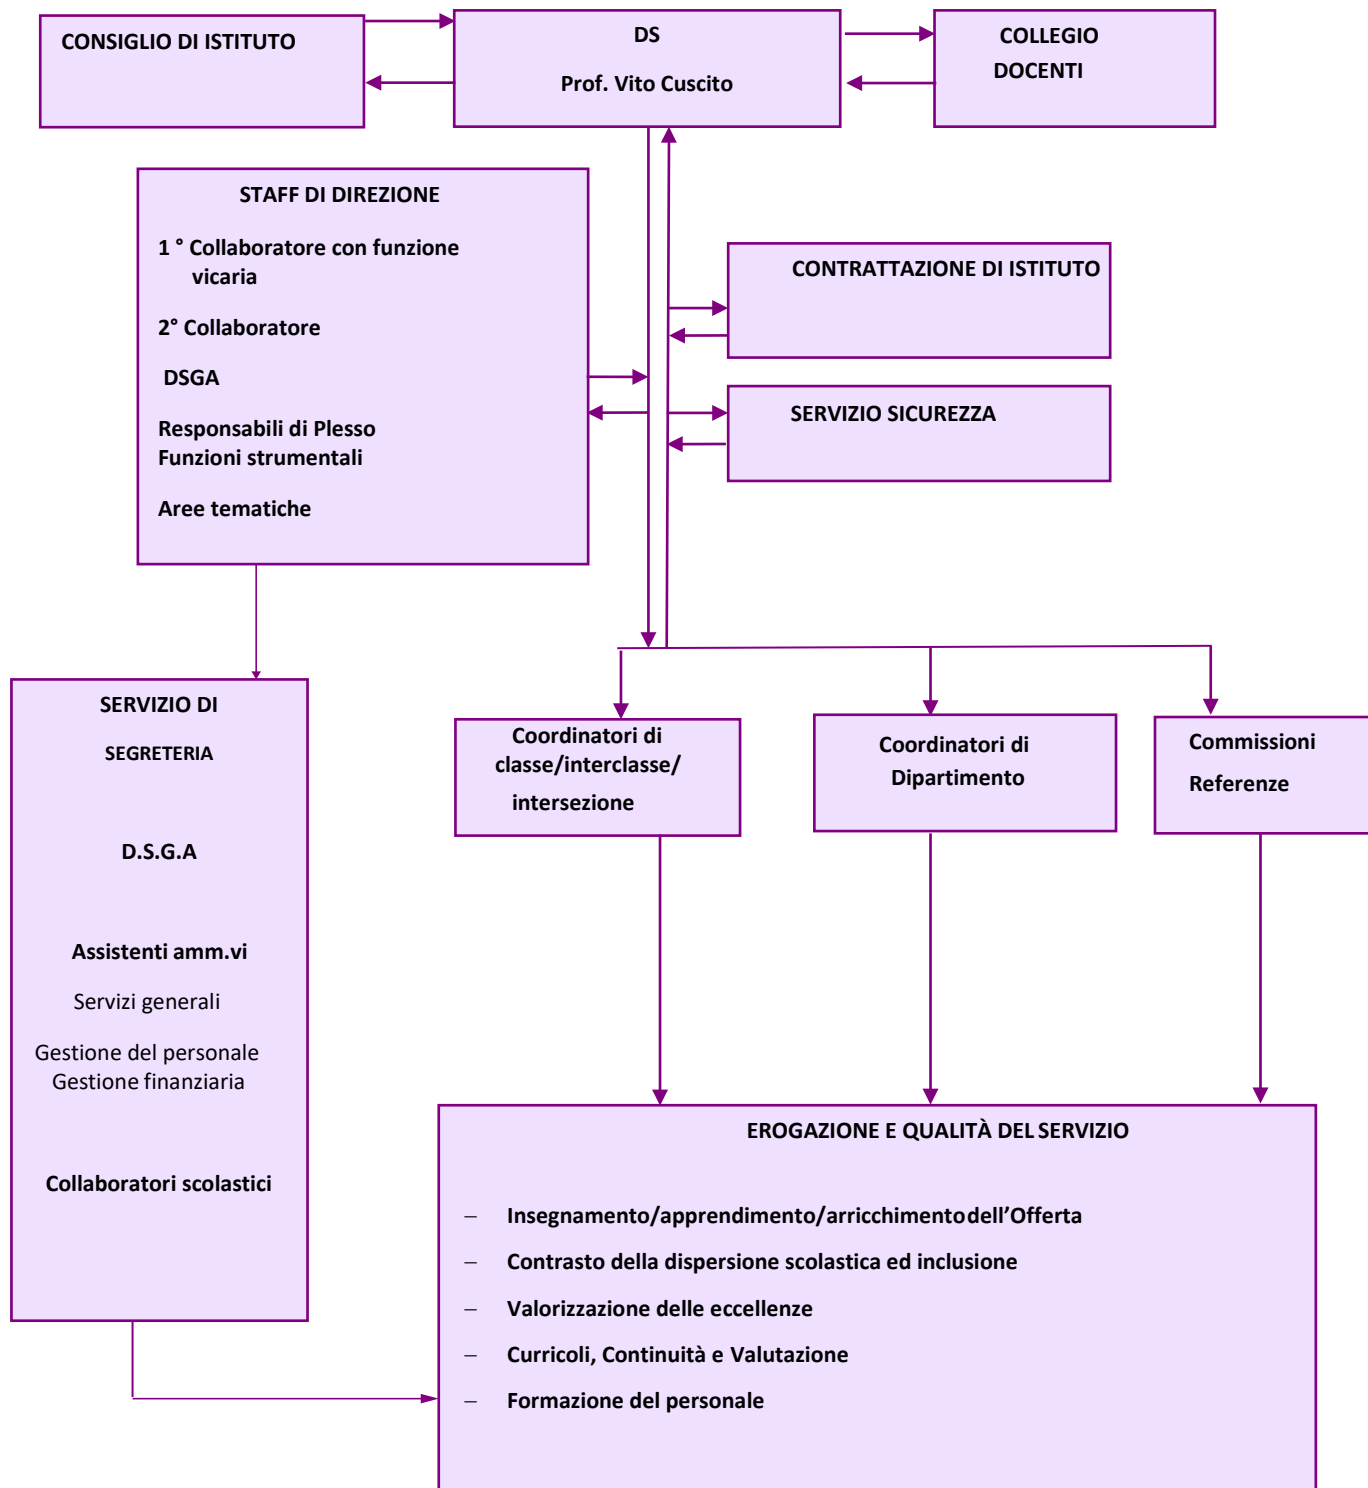 CONSIGLIO DI ISTITUTO
DS
Prof. Vito Cuscito
COLLEGIO
DOCENTI
STAFF DI DIREZIONE
1 ° Collaboratore con funzione
vicaria
2° Collaboratore
DSGA
Responsabili di Plesso
Funzioni strumentali
Aree tematiche
CONTRATTAZIONE DI ISTITUTO
SERVIZIO SICUREZZA
SERVIZIO DI
SEGRETERIA
D.S.G.A
Assistenti amm.vi
Servizi generali
Gestione del personale
Gestione finanziaria
Collaboratori scolastici
Coordinatori di
classe/interclasse/
intersezione
Coordinatori di
Dipartimento
Commissioni
Referenze
EROGAZIONE E QUALITÀ DEL SERVIZIO
– Insegnamento/apprendimento/arricchimento dell’Offerta
– Contrasto della dispersione scolastica ed inclusione
– Valorizzazione delle eccellenze
– Curricoli, Continuità e Valutazione
– Formazione del personale